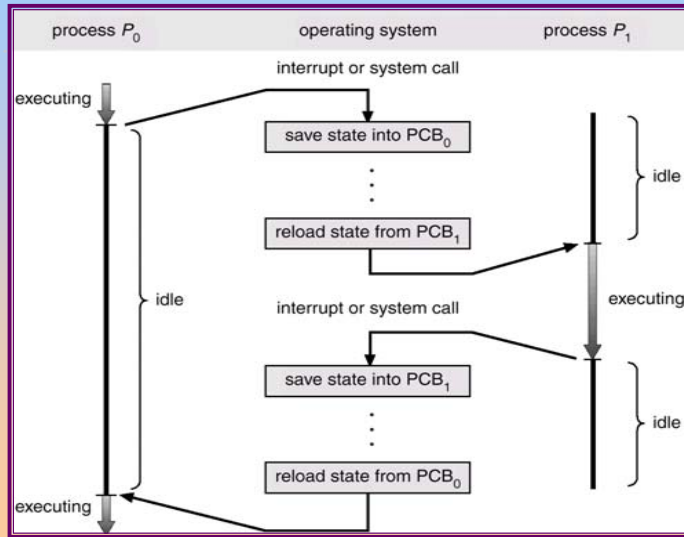 process P₀ operating system process P₁
interrupt or system call
executing
save state into PCB₀
idle
reload state from PCB₁
idle
executing
interrupt or system call
save state into PCB₁
idle
reload state from PCB₀
executing